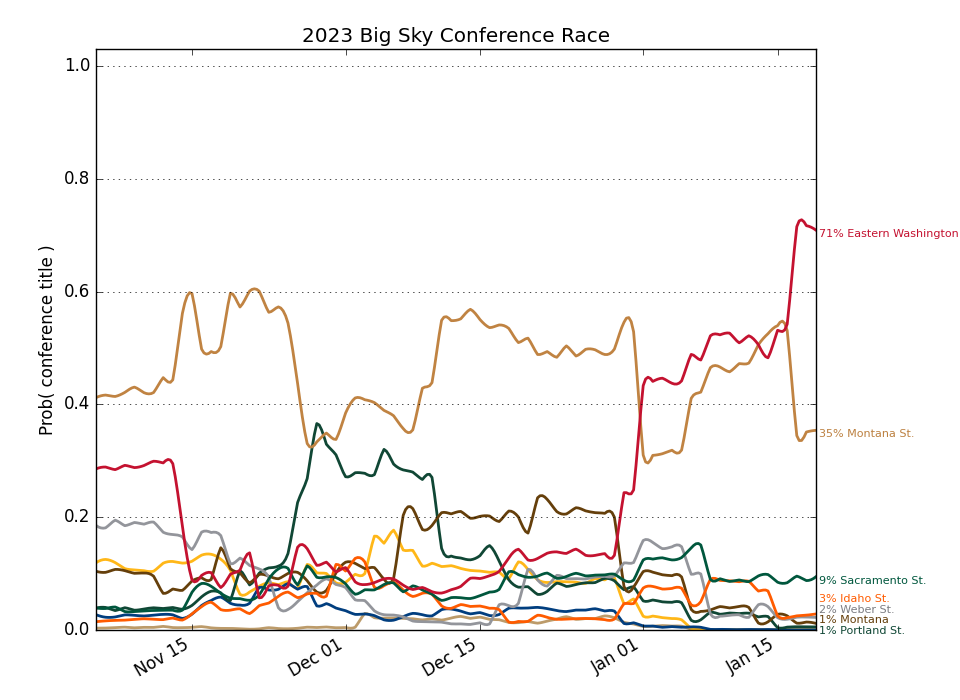 2023 Big Sky Conference Race
Prob( conference title )
1.0
0.8
0.6
0.4
0.2
0.0
Nov 15
Dec 01
Dec 15
Jan 01
Jan 15
71% Eastern Washington
35% Montana St.
9% Sacramento St.
3% Idaho St.
2% Weber St.
1% Montana
1% Portland St.